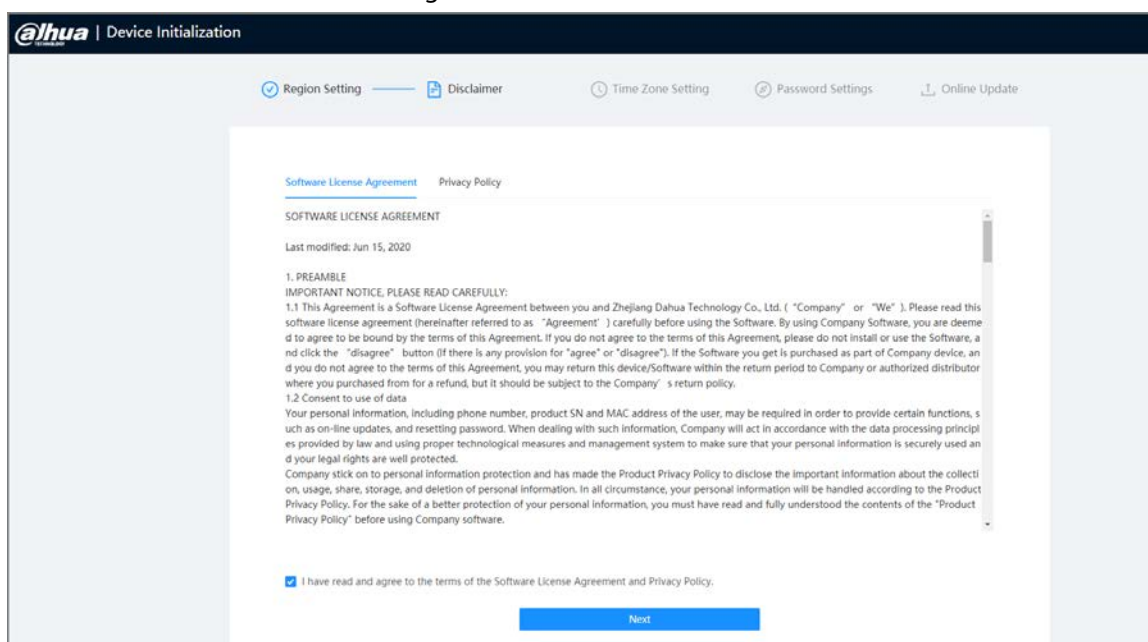 alhua | Device Initialization
TECHNOLOGY
Region Setting
Disclaimer
Time Zone Setting
Password Settings
Online Update
Software License Agreement Privacy Policy
SOFTWARE LICENSE AGREEMENT
Last modified: Jun 15, 2020
1. PREAMBLE
IMPORTANT NOTICE, PLEASE READ CAREFULLY:
1.1 This Agreement is a Software License Agreement between you and Zhejiang Dahua Technology Co., Ltd. ( "Company" or "We" ). Please read this
software license agreement (hereinafter referred to as "Agreement' ) carefully before using the Software. By using Company Software, you are deeme
d to agree to be bound by the terms of this Agreement. If you do not agree to the terms of this Agreement, please do not install or use the Software, a
nd click the "disagree" button (if there is any provision for "agree" or "disagree"). If the Software you get is purchased as part of Company device, an
d you do not agree to the terms of this Agreement, you may return this device/Software within the return period to Company or authorized distributor
where you purchased from for a refund, but it should be subject to the Company' s return policy.
1.2 Consent to use of data
Your personal information, including phone number, product SN and MAC address of the user, may be required in order to provide certain functions, s
uch as on-line updates, and resetting password. When dealing with such information, Company will act in accordance with the data processing principl
es provided by law and using proper technological measures and management system to make sure that your personal information is securely used an
d your legal rights are well protected.
Company stick on to personal information protection and has made the Product Privacy Policy to disclose the important information about the collecti
on, usage, share, storage, and deletion of personal information. In all circumstance, your personal information will be handled according to the Product
Privacy Policy. For the sake of a better protection of your personal information, you must have read and fully understood the contents of the "Product
Privacy Policy" before using Company software.
I have read and agree to the terms of the Software License Agreement and Privacy Policy.
Next